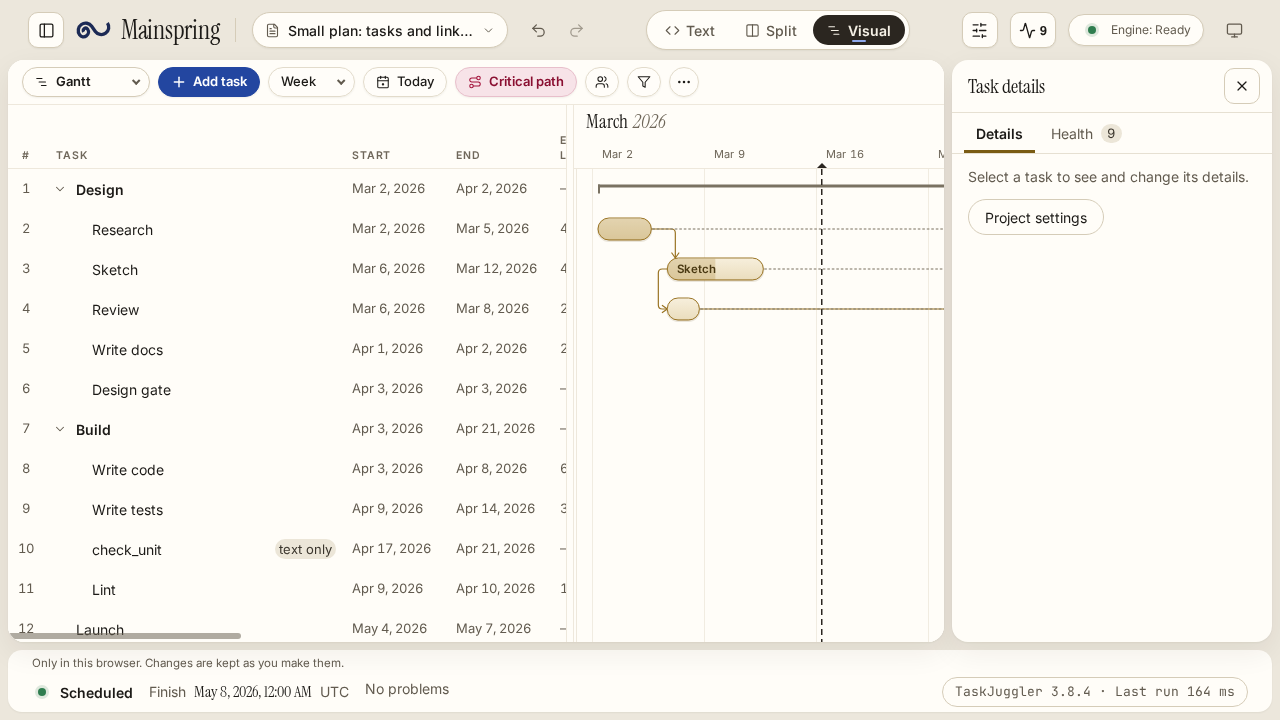 Mainspring
Small plan: tasks and link...
Text
Split
Visual
9
Engine: Ready
Gantt
Add task
Week
Today
Critical path
Task details
Details
Health 9
Select a task to see and change its details.
Project settings
March 2026
# TASK START END
Mar 2 Mar 9 Mar 16
1 Design Mar 2, 2026 Apr 2, 2026 –
2 Research Mar 2, 2026 Mar 5, 2026 4
3 Sketch Mar 6, 2026 Mar 12, 2026 4
Sketch
4 Review Mar 6, 2026 Mar 8, 2026 2
5 Write docs Apr 1, 2026 Apr 2, 2026 2
6 Design gate Apr 3, 2026 Apr 3, 2026 –
7 Build Apr 3, 2026 Apr 21, 2026 –
8 Write code Apr 3, 2026 Apr 8, 2026 6
9 Write tests Apr 9, 2026 Apr 14, 2026 3
10 check_unit text only Apr 17, 2026 Apr 21, 2026 –
11 Lint Apr 9, 2026 Apr 10, 2026 1
12 Launch May 4, 2026 May 7, 2026 –
Only in this browser. Changes are kept as you make them.
Scheduled Finish May 8, 2026, 12:00 AM UTC No problems
TaskJuggler 3.8.4 · Last run 164 ms